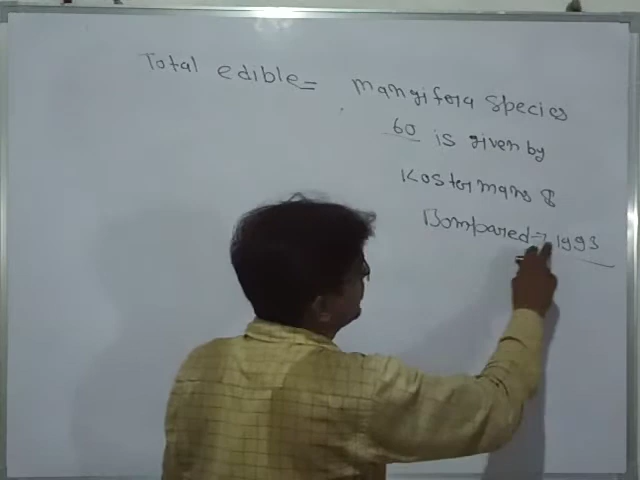 Total edible= mangifera species
60 is given by
Kostermans &
Bompared=> 1993